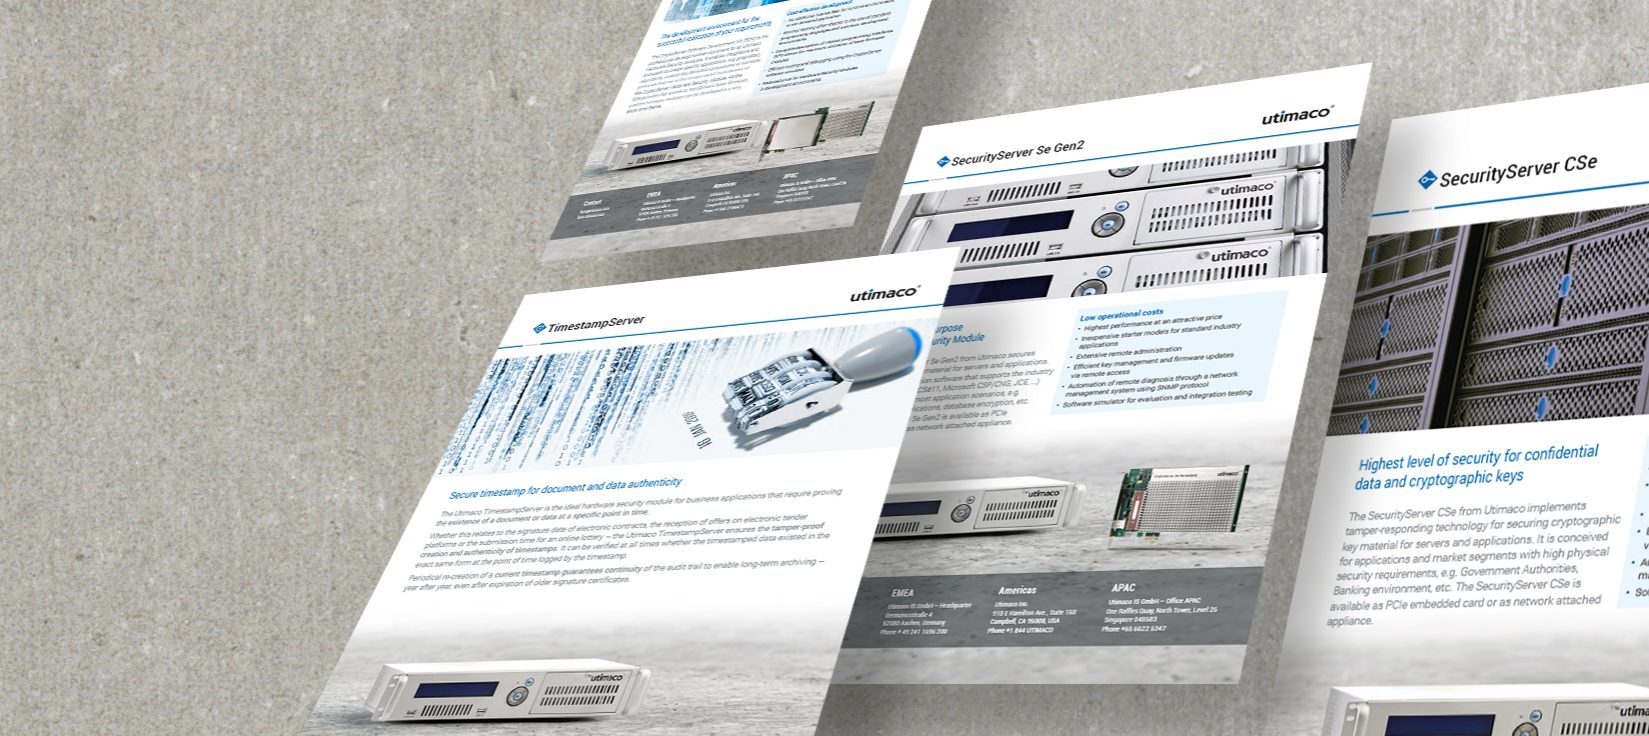 The development environment for the
successful realization of your requirements
Cost-effective development
Contact
EMEA
Americas
APAC
utimaco®
SecurityServer Se Gen2
utimaco
utimaco
urpose
urity Module
Se Gen2 from Utimaco secures
material for servers and applications.
on software that supports the industry
CS#11, Microsoft CSP/CNG, JCE, ...)
most application scenarios, e.g.
ications, database encryption, etc.
Se Gen2 is available as PCIe
as network attached appliance.
Low operational costs
• Highest performance at an attractive price
• Inexpensive starter models for standard industry
applications
• Extensive remote administration
• Efficient key management and firmware updates
via remote access
• Automation of remote diagnosis through a network
management system using SNMP protocol
• Software simulator for evaluation and integration testing
utimaco
EMEA
Utimaco IS GmbH – Headquarter
Germanusstraße 4
52080 Aachen, Germany
Phone +49 241 1696 200
Americas
Utimaco Inc.
910 E Hamilton Ave., Suite 150
Campbell, CA 95008, USA
Phone +1 844 UTIMACO
APAC
Utimaco IS GmbH – Office APAC
One Raffles Quay, North Tower, Level 25
Singapore 048583
Phone +65 6622 5347
utimaco®
TimestampServer
16 JAN 2018
Secure timestamp for document and data authenticity
The Utimaco TimestampServer is the ideal hardware security module for business applications that require proving
the existence of a document or data at a specific point in time.
Whether this relates to the signature date of electronic contracts, the reception of offers on electronic tender
platforms or the submission time for an online lottery – the Utimaco TimestampServer ensures the tamper-proof
creation and authenticity of timestamps. It can be verified at all times whether the timestamped data existed in the
exact same form at the point of time logged by the timestamp.
Periodical re-creation of a current timestamp guarantees continuity of the audit trail to enable long-term archiving –
year after year, even after expiration of older signature certificates.
utimaco
SecurityServer CSe
Highest level of security for confidential
data and cryptographic keys
The SecurityServer CSe from Utimaco implements
tamper-responding technology for securing cryptographic
key material for servers and applications. It is conceived
for applications and market segments with high physical
security requirements, e.g. Government Authorities,
Banking environment, etc. The SecurityServer CSe is
available as PCIe embedded card or as network attached
appliance.
utima